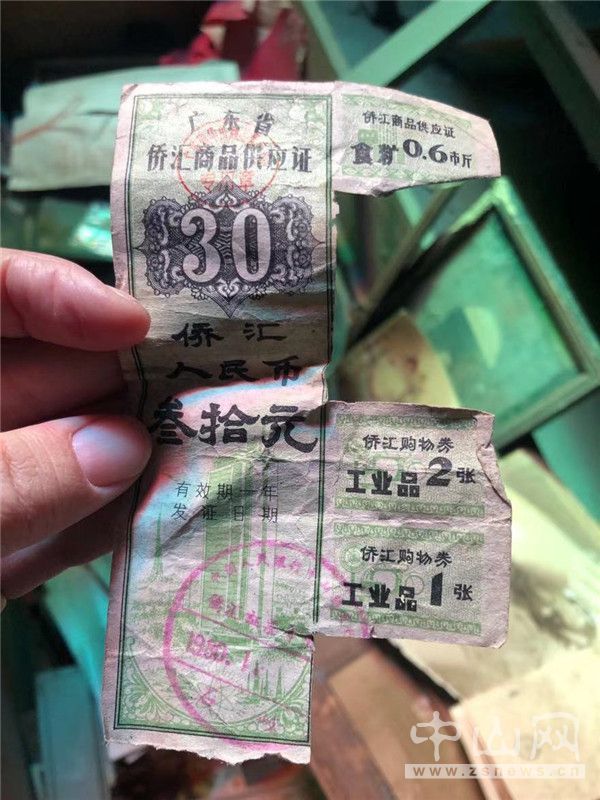 广东省
侨汇商品供应证
专 章
30
侨汇
人民币
叁拾元
有效期一年
发证日期
侨汇商品供应证
食油0.6市斤
侨汇购物券
工业品2张
侨汇购物券
工业品1张
中山网
www.zsnews.cn